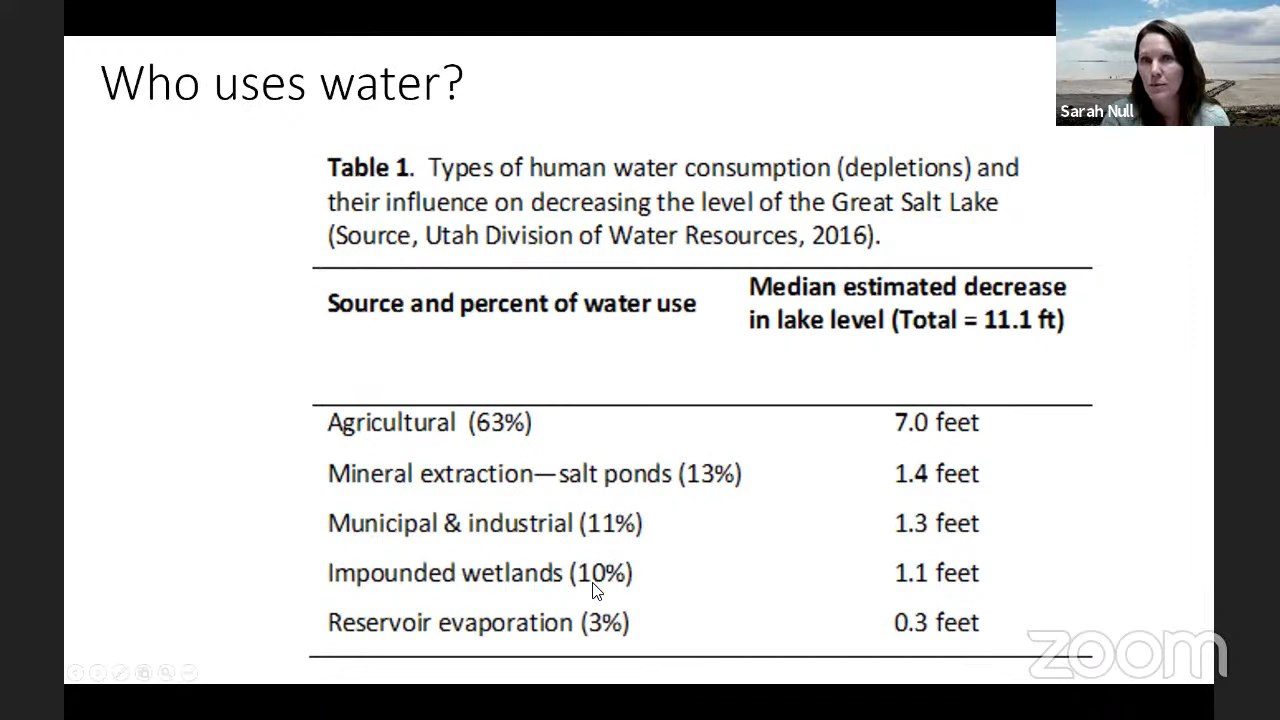 Who uses water?
Sarah Null
Table 1. Types of human water consumption (depletions) and
their influence on decreasing the level of the Great Salt Lake
(Source, Utah Division of Water Resources, 2016).
Source and percent of water use
Median estimated decrease
in lake level (Total = 11.1 ft)
Agricultural (63%) 7.0 feet
Mineral extraction—salt ponds (13%) 1.4 feet
Municipal & industrial (11%) 1.3 feet
Impounded wetlands (10%) 1.1 feet
Reservoir evaporation (3%) 0.3 feet
zoom